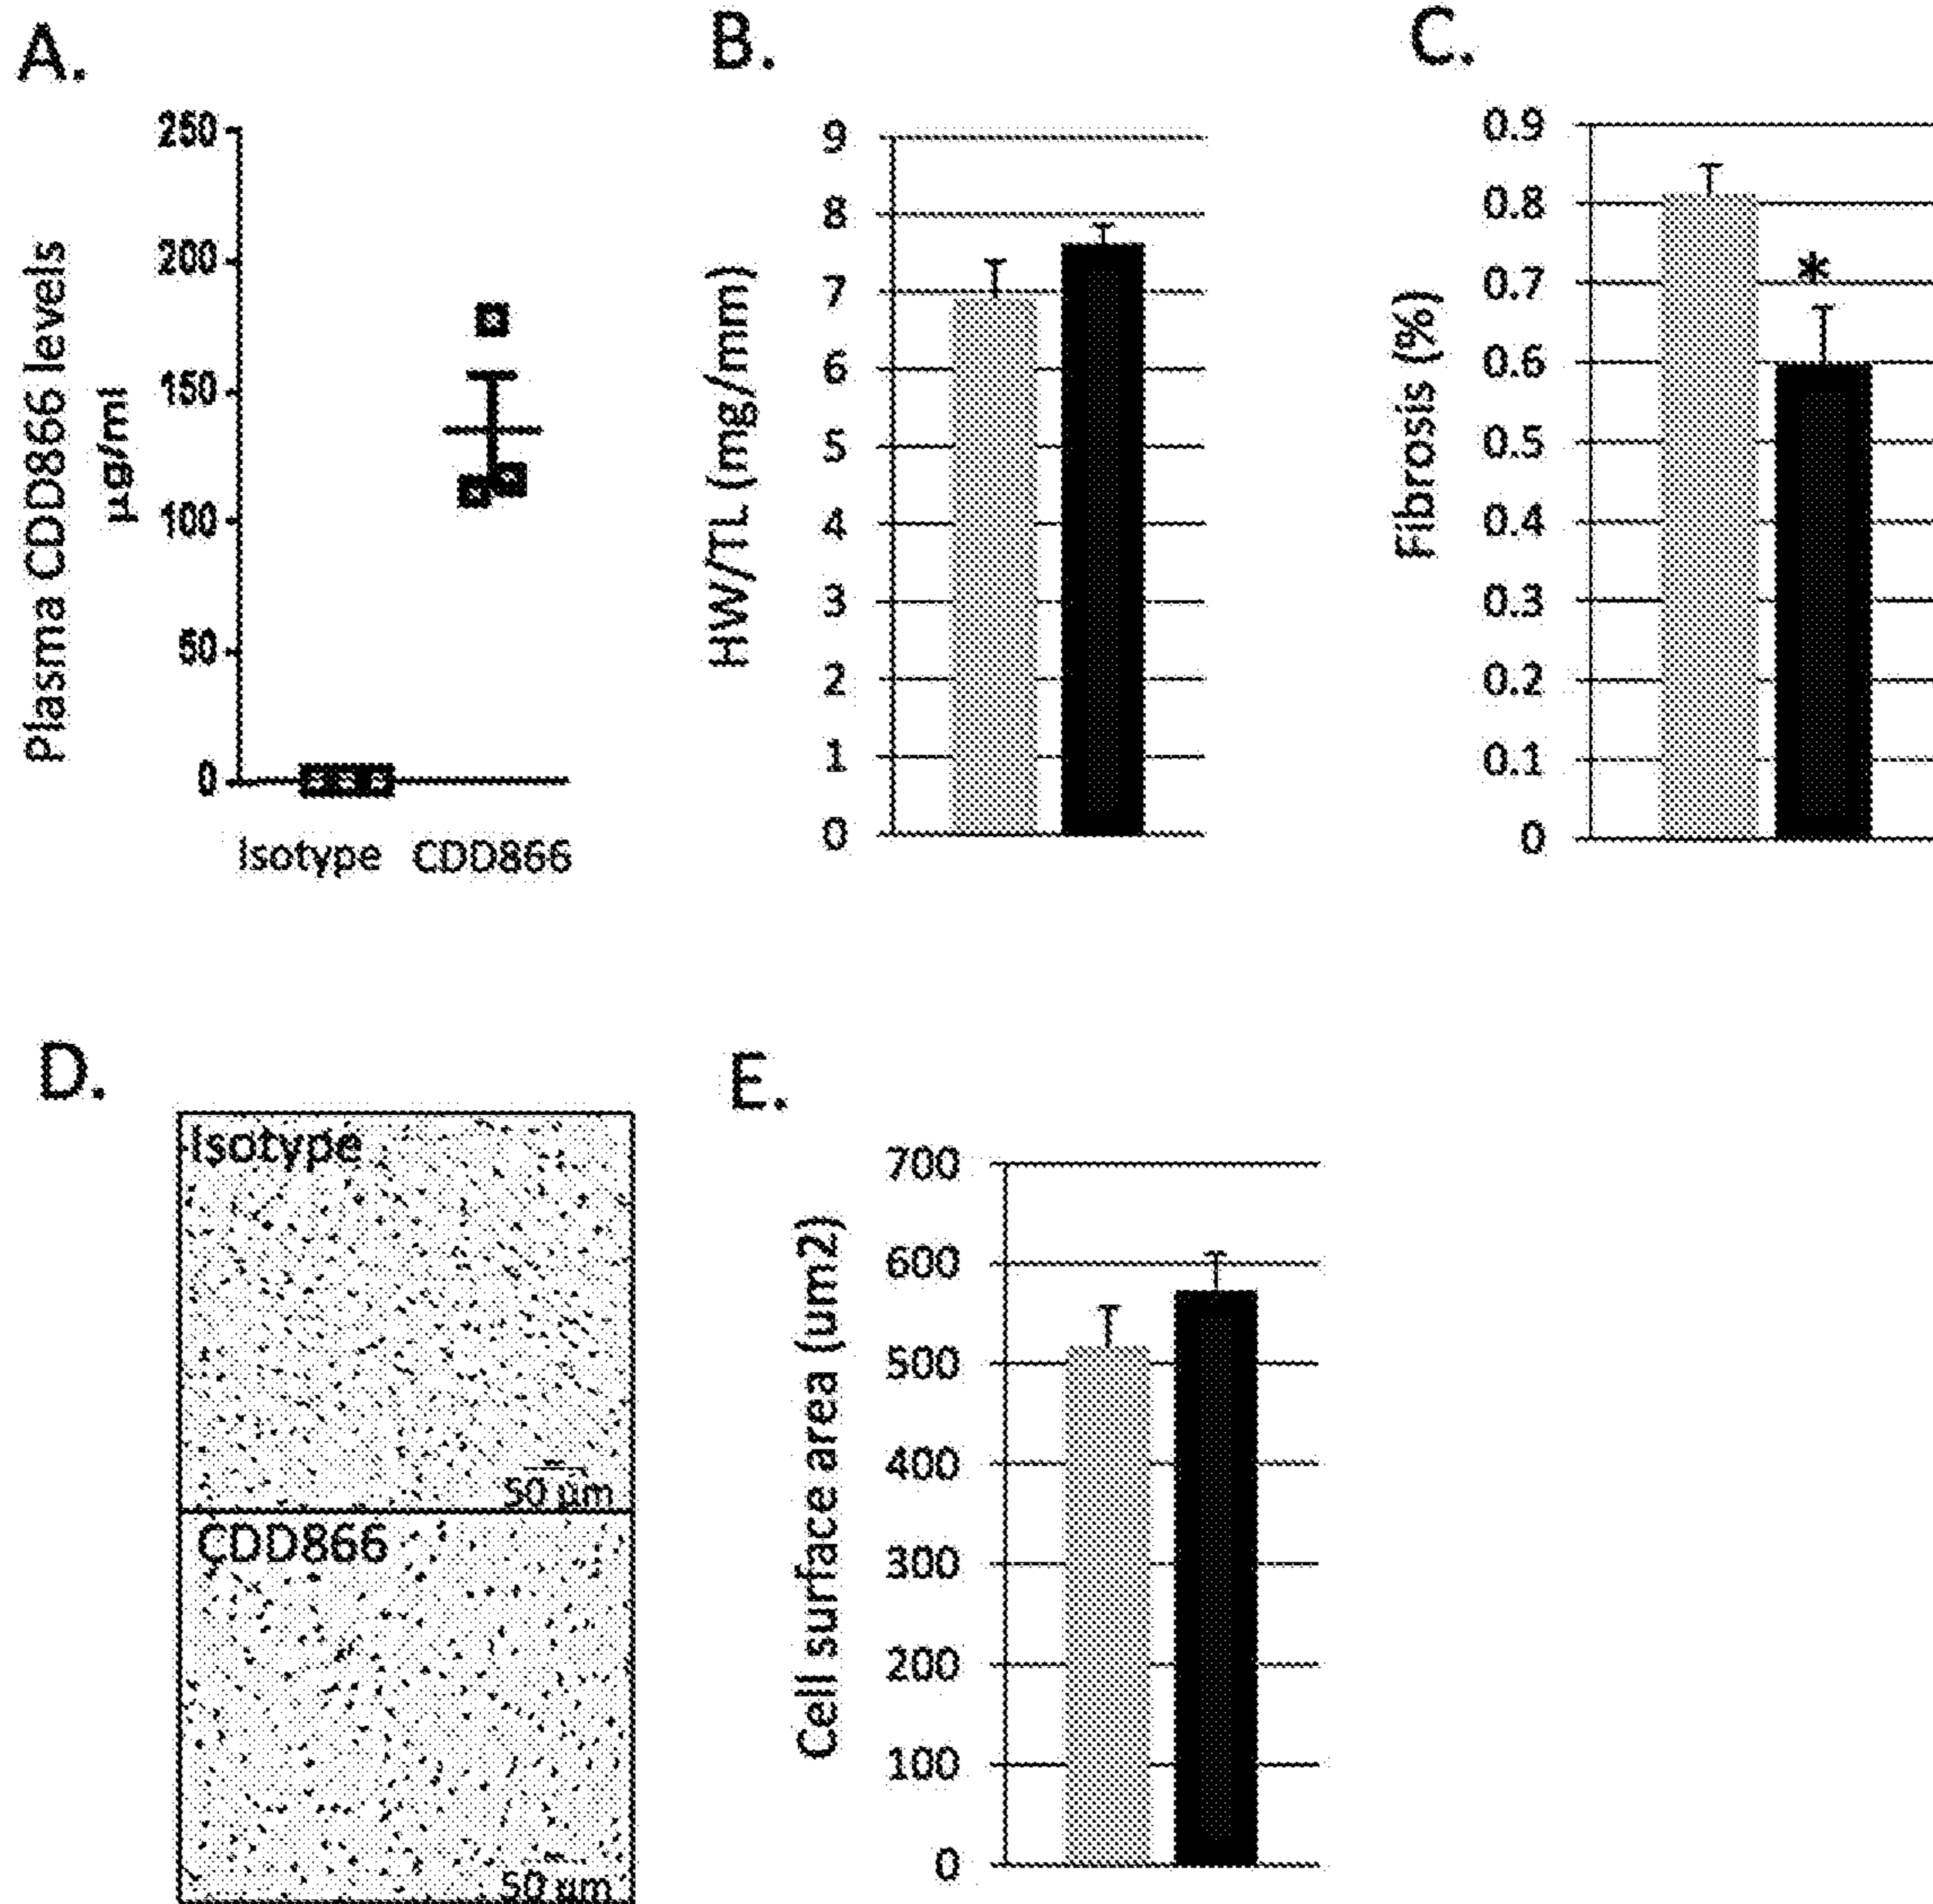 A.
Plasma CDD866 levels
µg/ml
250
200
150
100
50
0
Isotype CDD866
B.
HW/TL (mg/mm)
9
8
7
6
5
4
3
2
1
0
C.
Fibrosis (%)
0.9
0.8
0.7
0.6
0.5
0.4
0.3
0.2
0.1
0
*
D.
Isotype
50 µm
CDD866
50 µm
E.
Cell surface area (um2)
700
600
500
400
300
200
100
0